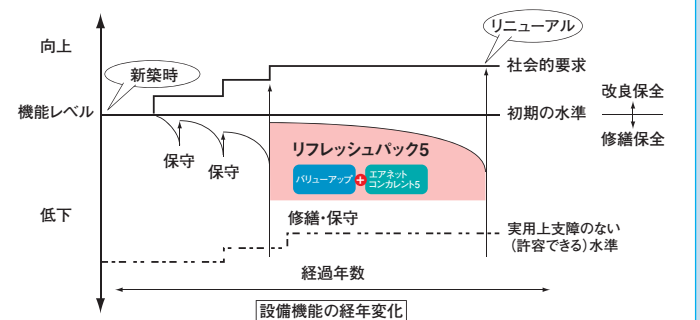 リニューアル
向上
社会的要求
新築時
改良保全
機能レベル
初期の水準
修繕保全
リフレッシュパック5
保守
保守
バリューアップ
+
エアネット
コンカレント5
低下
修繕・保守
実用上支障のない
(許容できる)水準
経過年数
設備機能の経年変化